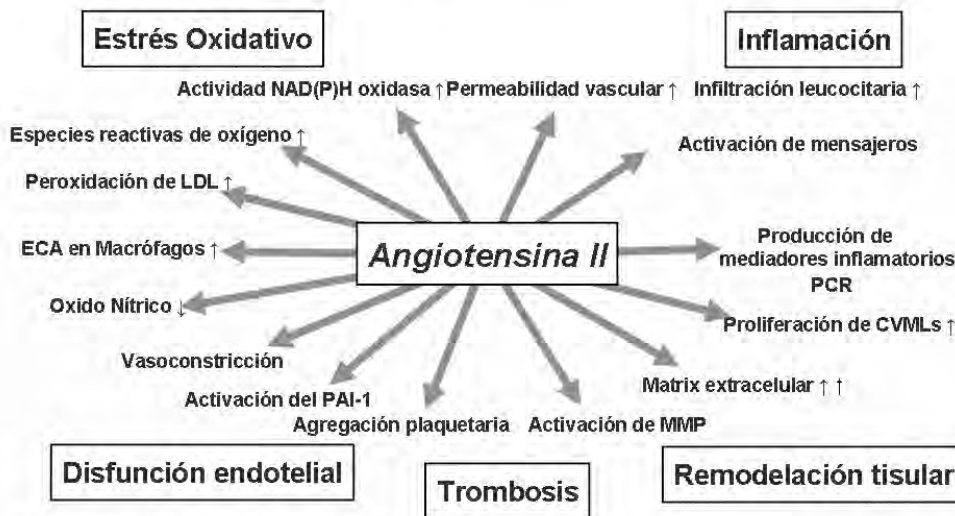 Estrés Oxidativo
Inflamación
Actividad NAD(P)H oxidasa ↑
Permeabilidad vascular ↑
Infiltración leucocitaria ↑
Especies reactivas de oxígeno ↑
Activación de mensajeros
Peroxidación de LDL ↑
Angiotensina II
ECA en Macrófagos ↑
Producción de
mediadores inflamatorios
PCR
Oxido Nítrico ↓
Proliferación de CVMLs ↑
Vasoconstricción
Matrix extracelular ↑ ↑
Activación del PAI-1
Agregación plaquetaria
Activación de MMP
Disfunción endotelial
Trombosis
Remodelación tisular